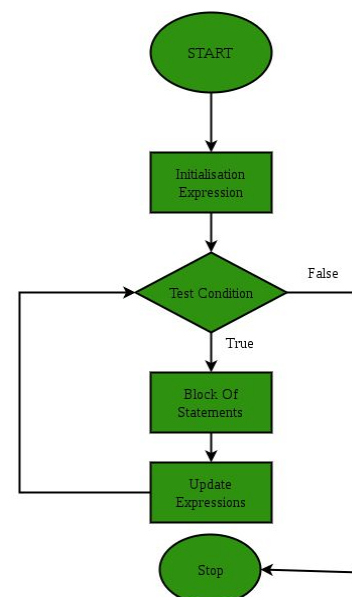 START
Initialisation
Expression
Test Condition
False
True
Block Of
Statements
Update
Expressions
Stop